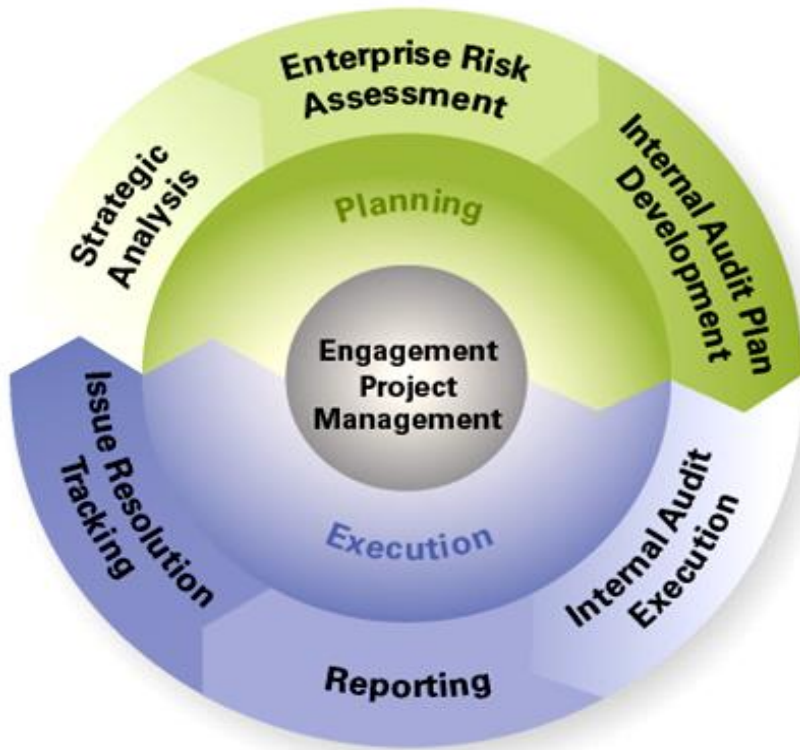 Enterprise Risk
Assessment
Internal Audit Plan
Development
Internal Audit
Execution
Reporting
Issue Resolution
Tracking
Strategic
Analysis
Planning
Engagement
Project
Management
Execution